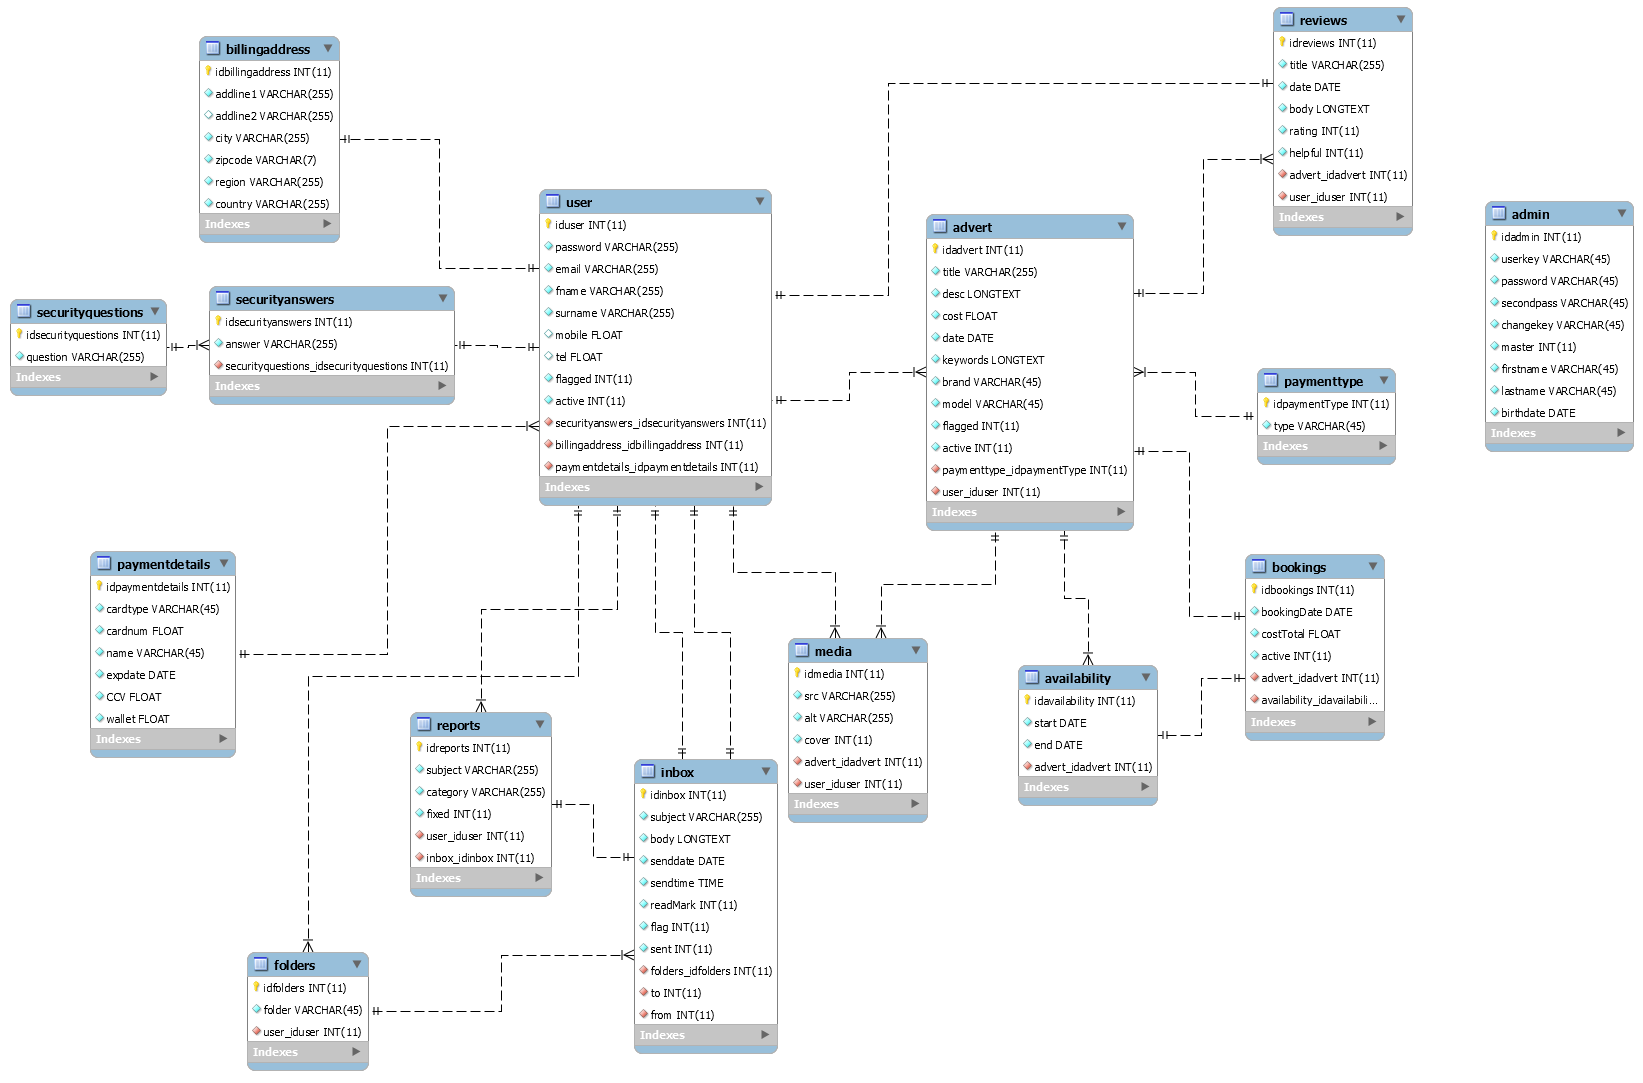 billingaddress
idbillingaddress INT(11)
addline1 VARCHAR(255)
addline2 VARCHAR(255)
city VARCHAR(255)
zipcode VARCHAR(7)
region VARCHAR(255)
country VARCHAR(255)
Indexes
securityquestions
idsecurityquestions INT(11)
question VARCHAR(255)
Indexes
securityanswers
idsecurityanswers INT(11)
answer VARCHAR(255)
securityquestions_idsecurityquestions INT(11)
Indexes
user
iduser INT(11)
password VARCHAR(255)
email VARCHAR(255)
fname VARCHAR(255)
surname VARCHAR(255)
mobile FLOAT
tel FLOAT
flagged INT(11)
active INT(11)
securityanswers_idsecurityanswers INT(11)
billingaddress_idbillingaddress INT(11)
paymentdetails_idpaymentdetails INT(11)
Indexes
advert
idadvert INT(11)
title VARCHAR(255)
desc LONGTEXT
cost FLOAT
date DATE
keywords LONGTEXT
brand VARCHAR(45)
model VARCHAR(45)
flagged INT(11)
active INT(11)
paymenttype_idpaymentType INT(11)
user_iduser INT(11)
Indexes
reviews
idreviews INT(11)
title VARCHAR(255)
date DATE
body LONGTEXT
rating INT(11)
helpful INT(11)
advert_idadvert INT(11)
user_iduser INT(11)
Indexes
admin
idadmin INT(11)
userkey VARCHAR(45)
password VARCHAR(45)
secondpass VARCHAR(45)
changekey VARCHAR(45)
master INT(11)
firstname VARCHAR(45)
lastname VARCHAR(45)
birthdate DATE
Indexes
paymenttype
idpaymentType INT(11)
type VARCHAR(45)
Indexes
paymentdetails
idpaymentdetails INT(11)
cardtype VARCHAR(45)
cardnum FLOAT
name VARCHAR(45)
expdate DATE
CCV FLOAT
wallet FLOAT
Indexes
reports
idreports INT(11)
subject VARCHAR(255)
category VARCHAR(255)
fixed INT(11)
user_iduser INT(11)
inbox_idinbox INT(11)
Indexes
inbox
idinbox INT(11)
subject VARCHAR(255)
body LONGTEXT
senddate DATE
sendtime TIME
readMark INT(11)
flag INT(11)
sent INT(11)
folders_idfolders INT(11)
to INT(11)
from INT(11)
Indexes
media
idmedia INT(11)
src VARCHAR(255)
alt VARCHAR(255)
cover INT(11)
advert_idadvert INT(11)
user_iduser INT(11)
Indexes
availability
idavailability INT(11)
start DATE
end DATE
advert_idadvert INT(11)
Indexes
bookings
idbookings INT(11)
bookingDate DATE
costTotal FLOAT
active INT(11)
advert_idadvert INT(11)
availability_idavailabili...
Indexes
folders
idfolders INT(11)
folder VARCHAR(45)
user_iduser INT(11)
Indexes